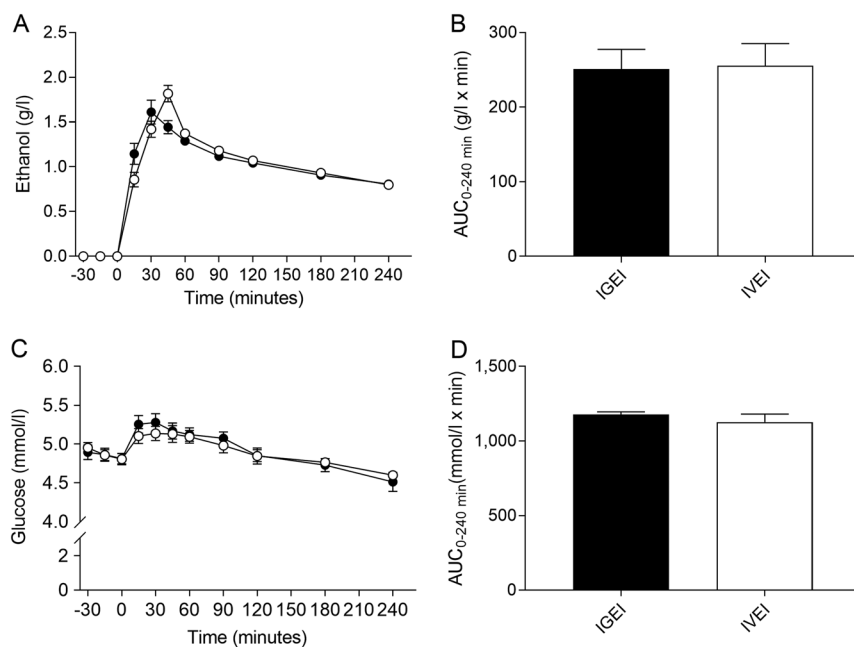 A
2.5
2.0
1.5
1.0
0.5
0.0
Ethanol (g/l)
-30 0 30 60 90 120 150 180 210 240
Time (minutes)
B
300
200
100
0
AUC0-240 min (g/l x min)
IGEI
IVEI
C
6.0
5.5
5.0
4.5
4.0
2
0
Glucose (mmol/l)
-30 0 30 60 90 120 150 180 210 240
Time (minutes)
D
1,500
1,000
500
0
AUC0-240 min(mmol/l x min)
IGEI
IVEI